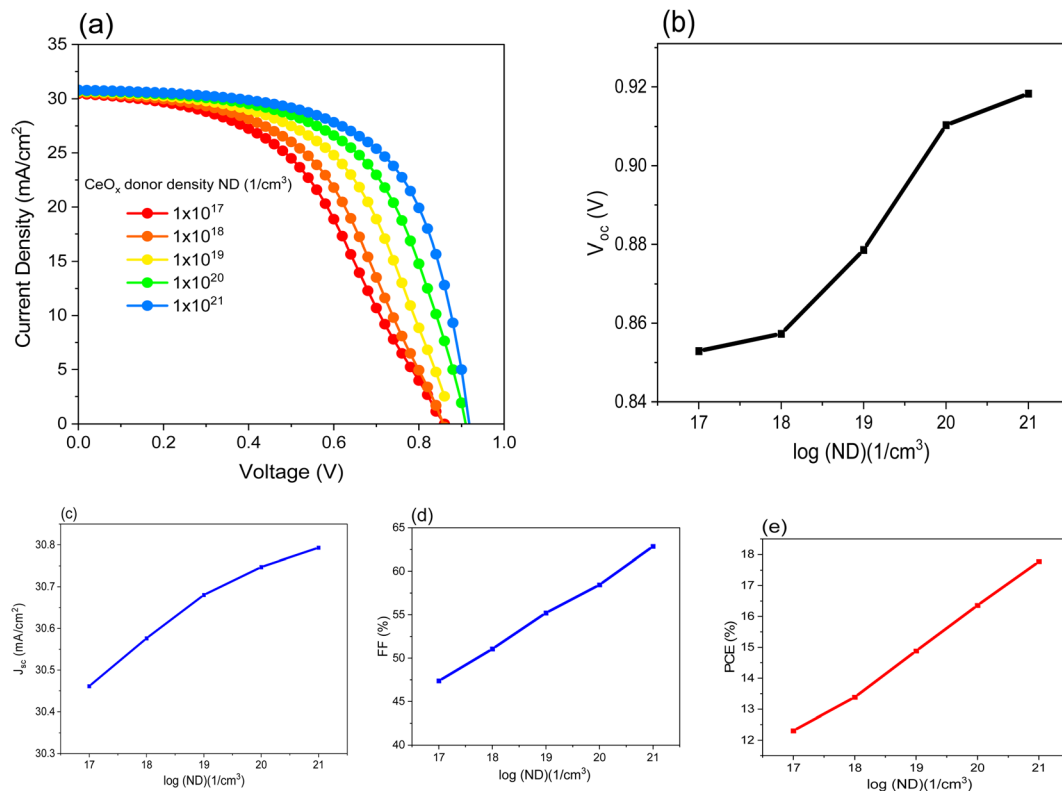 (a)
35
30
25
20
15
10
5
0
Current Density (mA/cm²)
CeOₓ donor density ND (1/cm³)
1x10¹⁷
1x10¹⁸
1x10¹⁹
1x10²⁰
1x10²¹
0.0 0.2 0.4 0.6 0.8 1.0
Voltage (V)
(b)
0.92
0.90
0.88
0.86
0.84
V_oc (V)
17 18 19 20 21
log (ND)(1/cm³)
(c)
30.8
30.7
30.6
30.5
30.4
30.3
J_sc (mA/cm²)
17 18 19 20 21
log (ND)(1/cm³)
(d)
65
60
55
50
45
40
FF (%)
17 18 19 20 21
log (ND)(1/cm³)
(e)
18
17
16
15
14
13
12
PCE (%)
17 18 19 20 21
log (ND)(1/cm³)